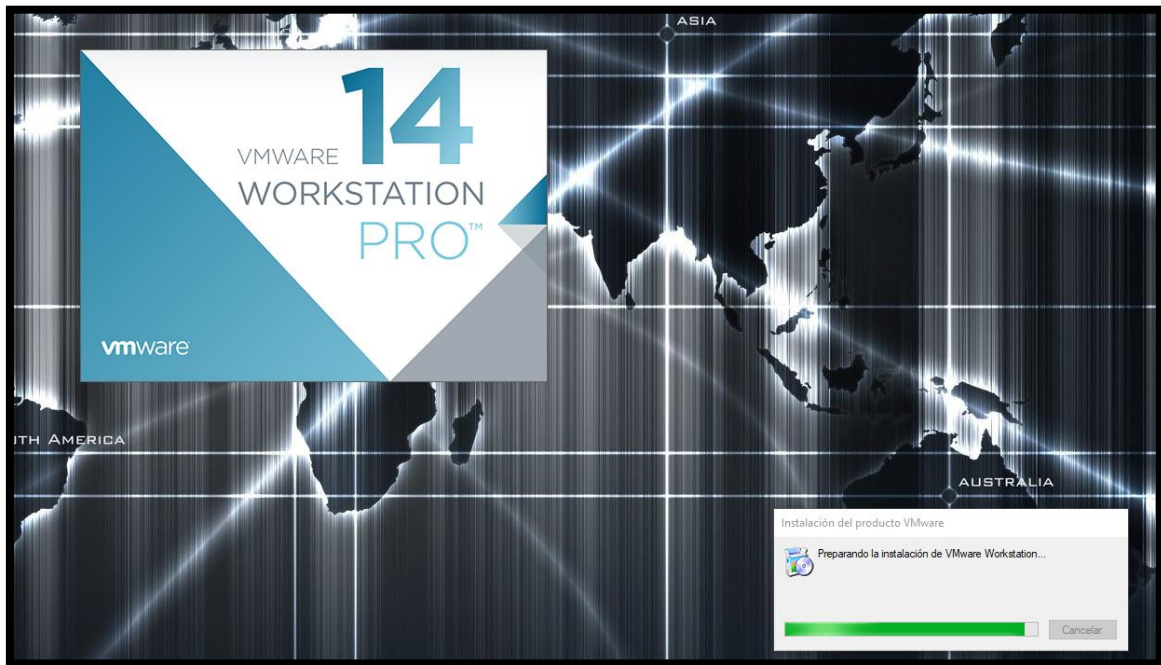 ASIA
14
VMWARE
WORKSTATION
PRO™
vmware
ITH AMERICA
AUSTRALIA
Instalación del producto VMware
Preparando la instalación de VMware Workstation...
Cancelar